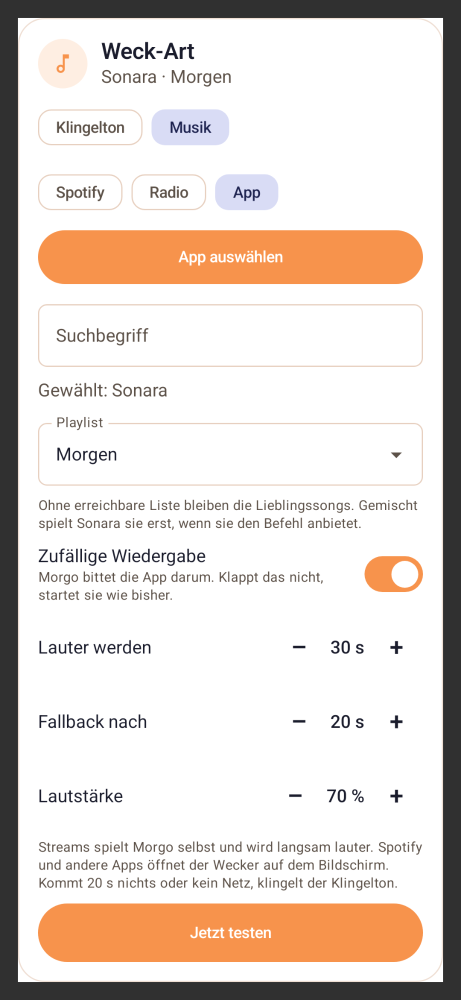 Weck-Art
Sonara · Morgen
Klingelton
Musik
Spotify
Radio
App
App auswählen
Suchbegriff
Gewählt: Sonara
Playlist
Morgen
Ohne erreichbare Liste bleiben die Lieblingssongs. Gemischt
spielt Sonara sie erst, wenn sie den Befehl anbietet.
Zufällige Wiedergabe
Morgo bittet die App darum. Klappt das nicht,
startet sie wie bisher.
Lauter werden − 30 s +
Fallback nach − 20 s +
Lautstärke − 70 % +
Streams spielt Morgo selbst und wird langsam lauter. Spotify
und andere Apps öffnet der Wecker auf dem Bildschirm.
Kommt 20 s nichts oder kein Netz, klingelt der Klingelton.
Jetzt testen